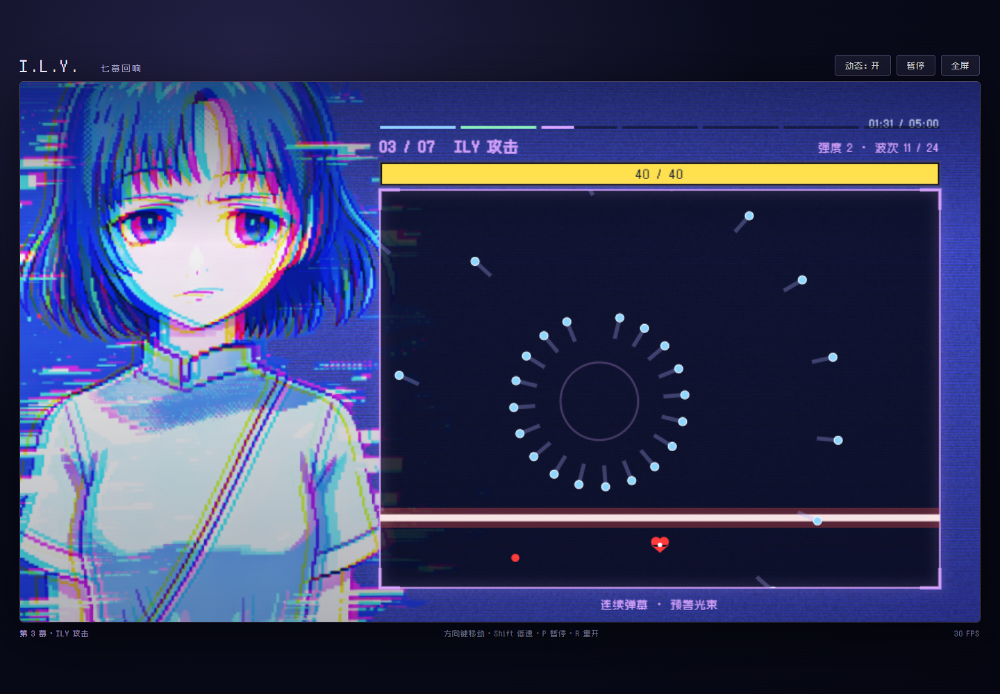 I.L.Y. 七幕回响
动态: 开 暂停 全屏
01:31 / 05:00
03 / 07 ILY 攻击
强度 2 · 波次 11 / 24
40 / 40
连续弹幕 · 预警光束
第 3 幕 · ILY 攻击
方向键移动 · Shift 低速 · P 暂停 · R 重开
30 FPS